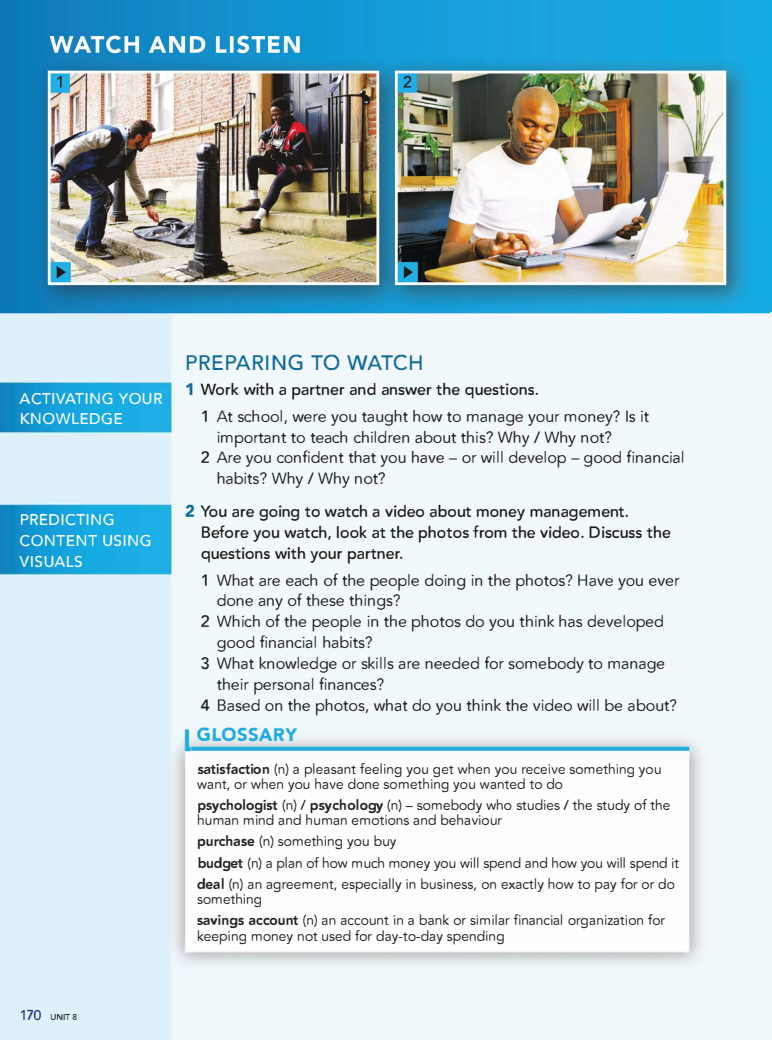 WATCH AND LISTEN
1
2
PREPARING TO WATCH
ACTIVATING YOUR
KNOWLEDGE
1 Work with a partner and answer the questions.
1 At school, were you taught how to manage your money? Is it
important to teach children about this? Why / Why not?
2 Are you confident that you have – or will develop – good financial
habits? Why / Why not?
PREDICTING
CONTENT USING
VISUALS
2 You are going to watch a video about money management.
Before you watch, look at the photos from the video. Discuss the
questions with your partner.
1 What are each of the people doing in the photos? Have you ever
done any of these things?
2 Which of the people in the photos do you think has developed
good financial habits?
3 What knowledge or skills are needed for somebody to manage
their personal finances?
4 Based on the photos, what do you think the video will be about?
GLOSSARY
satisfaction (n) a pleasant feeling you get when you receive something you
want, or when you have done something you wanted to do
psychologist (n) / psychology (n) – somebody who studies / the study of the
human mind and human emotions and behaviour
purchase (n) something you buy
budget (n) a plan of how much money you will spend and how you will spend it
deal (n) an agreement, especially in business, on exactly how to pay for or do
something
savings account (n) an account in a bank or similar financial organization for
keeping money not used for day-to-day spending
170 UNIT 8